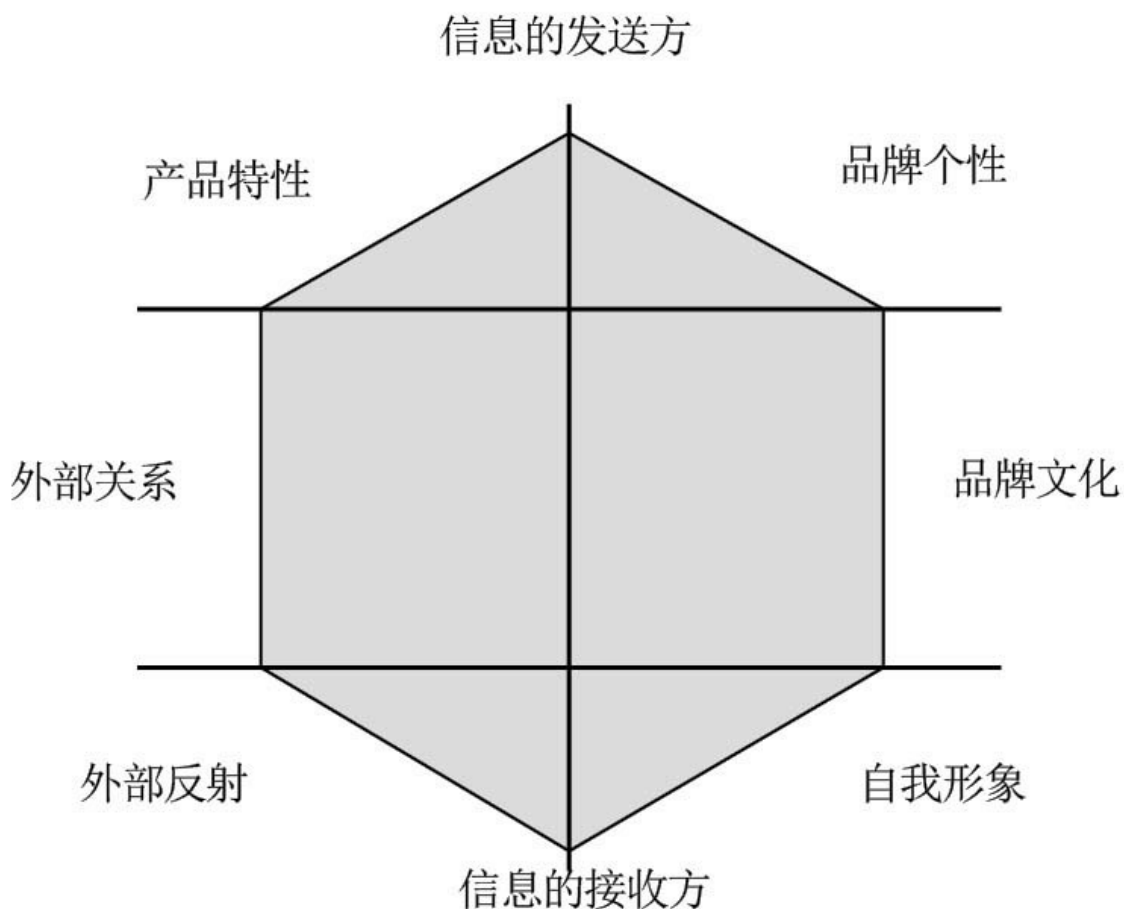 信息的发送方
产品特性
品牌个性
外部关系
品牌文化
外部反射
自我形象
信息的接收方